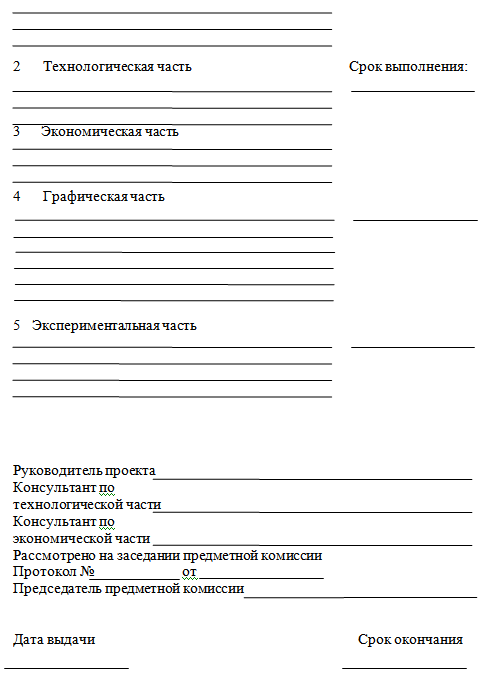 2 Технологическая часть Срок выполнения:
3 Экономическая часть
4 Графическая часть
5 Экспериментальная часть
Руководитель проекта
Консультант по
технологической части
Консультант по
экономической части
Рассмотрено на заседании предметной комиссии
Протокол № от
Председатель предметной комиссии
Дата выдачи Срок окончания